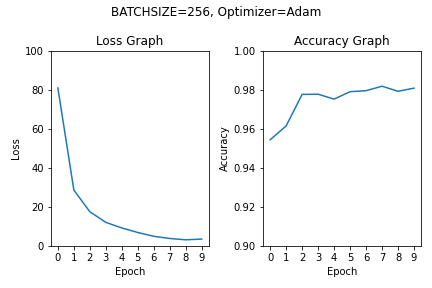 BATCHSIZE=256, Optimizer=Adam
Loss Graph
100
80
60
40
20
0
Loss
0 1 2 3 4 5 6 7 8 9
Epoch
Accuracy Graph
1.00
0.98
0.96
0.94
0.92
0.90
Accuracy
0 1 2 3 4 5 6 7 8 9
Epoch